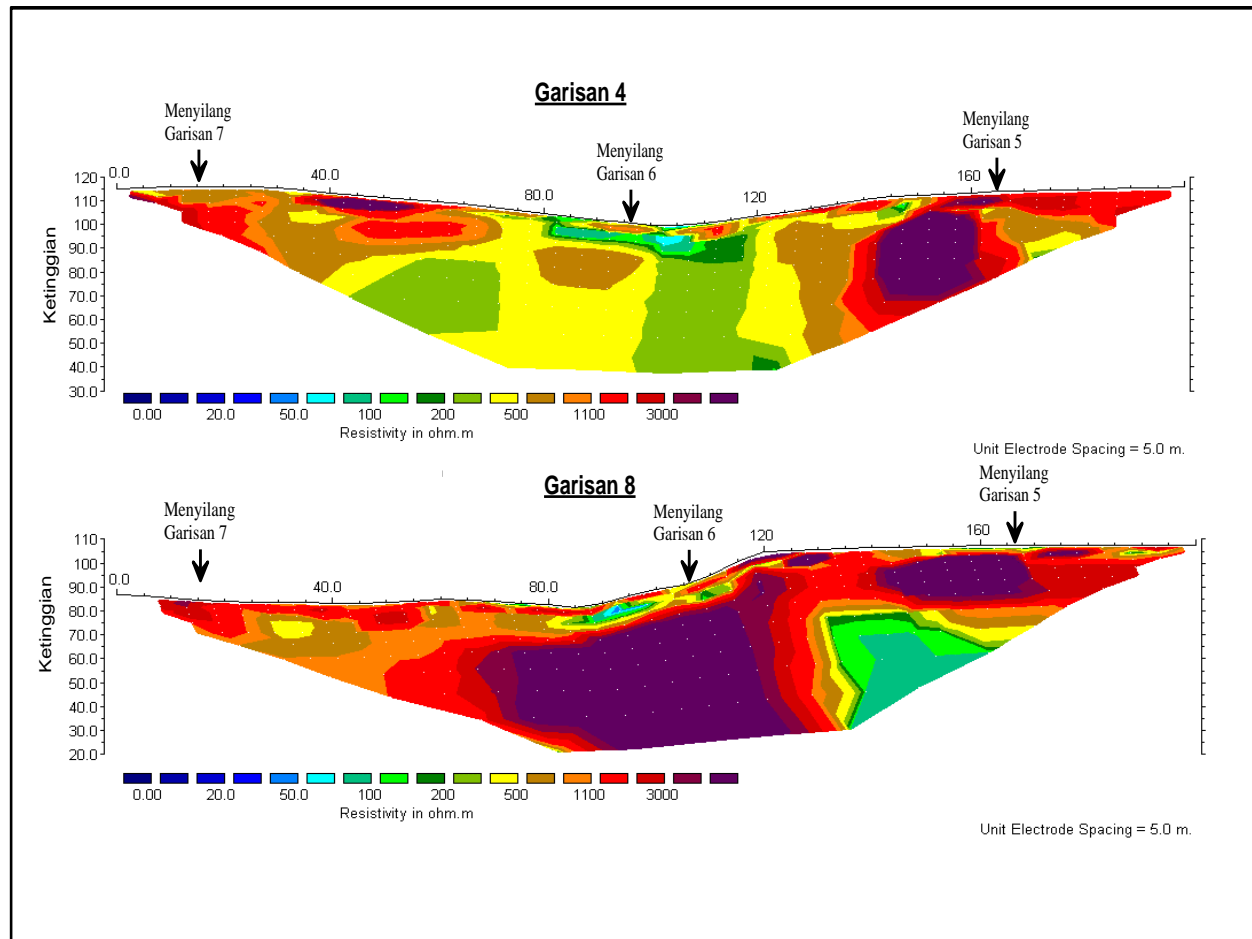 Garisan 4
Menyilang
Garisan 7
Menyilang
Garisan 6
Menyilang
Garisan 5
0.0 40.0 80.0 120 160
Ketinggian
120
110
100
90.0
80.0
70.0
60.0
50.0
40.0
30.0
0.00 20.0 50.0 100 200 500 1100 3000
Resistivity in ohm.m
Unit Electrode Spacing = 5.0 m.
Garisan 8
Menyilang
Garisan 7
Menyilang
Garisan 6
Menyilang
Garisan 5
0.0 40.0 80.0 120 160
Ketinggian
110
100
90.0
80.0
70.0
60.0
50.0
40.0
30.0
20.0
0.00 20.0 50.0 100 200 500 1100 3000
Resistivity in ohm.m
Unit Electrode Spacing = 5.0 m.